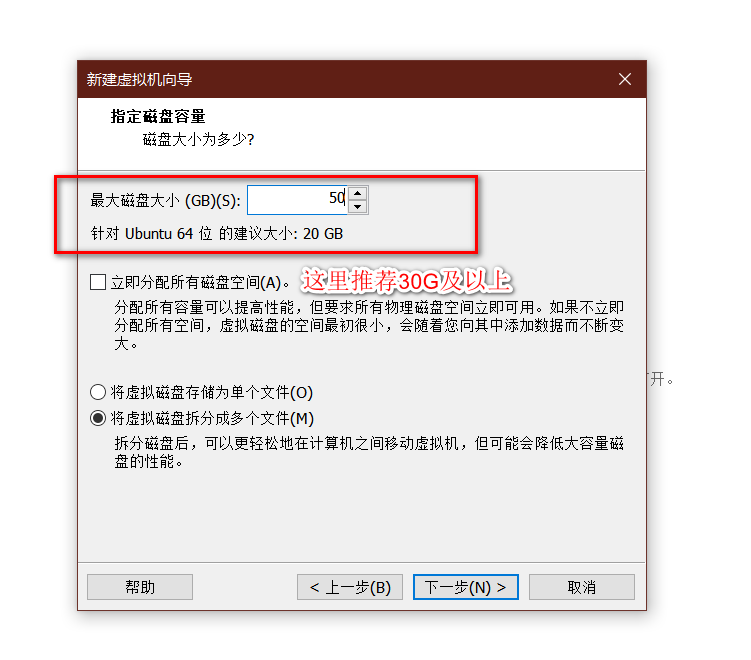 新建虚拟机向导
指定磁盘容量
磁盘大小为多少?
最大磁盘大小 (GB)(S): 50
针对 Ubuntu 64 位 的建议大小: 20 GB
立即分配所有磁盘空间(A)。 这里推荐30G及以上
分配所有容量可以提高性能，但要求所有物理磁盘空间立即可用。如果不立即
分配所有空间，虚拟磁盘的空间最初很小，会随着您向其中添加数据而不断变
大。
开。
将虚拟磁盘存储为单个文件(O)
将虚拟磁盘拆分成多个文件(M)
拆分磁盘后，可以更轻松地在计算机之间移动虚拟机，但可能会降低大容量磁
盘的性能。
帮助 < 上一步(B) 下一步(N) > 取消